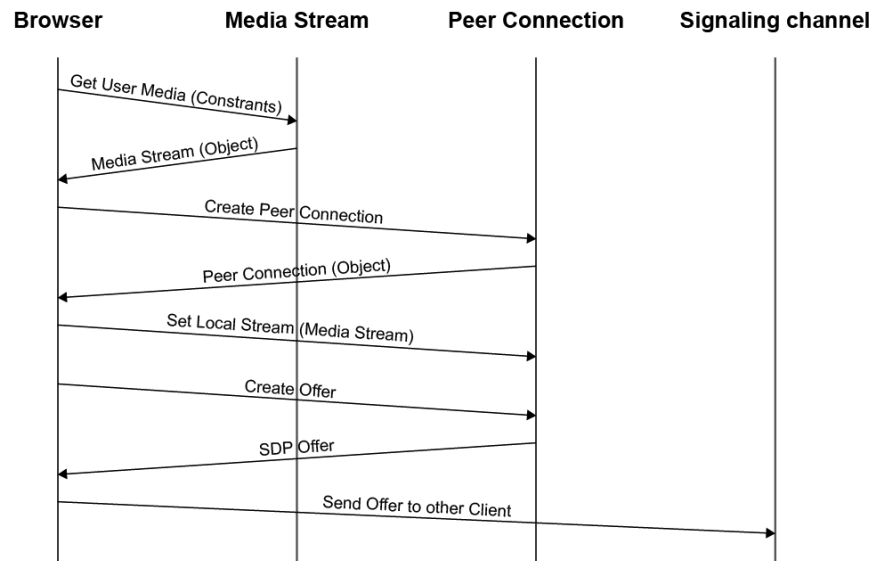 Browser
Media Stream
Peer Connection
Signaling channel
Get User Media (Constrants)
Media Stream (Object)
Create Peer Connection
Peer Connection (Object)
Set Local Stream (Media Stream)
Create Offer
SDP Offer
Send Offer to other Client